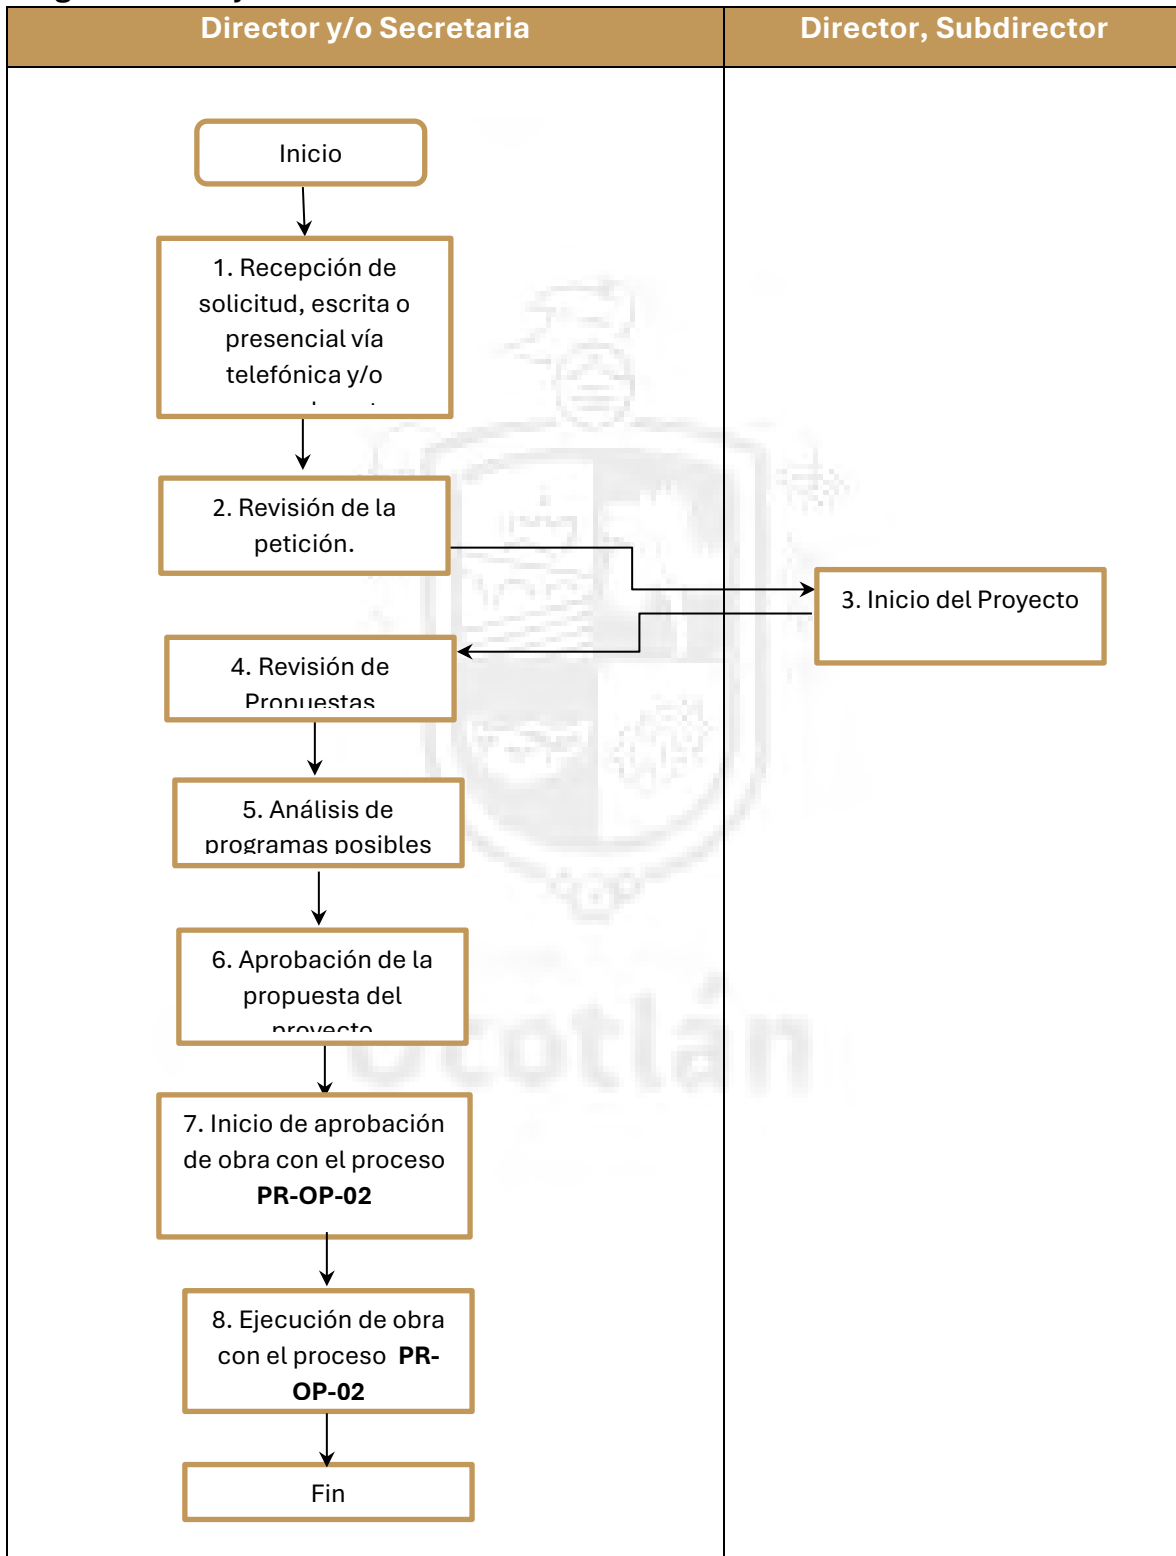 Director y/o Secretaria
Director, Subdirector
Inicio
1. Recepción de
solicitud, escrita o
presencial vía
telefónica y/o
2. Revisión de la
petición.
3. Inicio del Proyecto
4. Revisión de
Propuestas
5. Análisis de
programas posibles
6. Aprobación de la
propuesta del
proyecto
7. Inicio de aprobación
de obra con el proceso
PR-OP-02
8. Ejecución de obra
con el proceso PR-
OP-02
Fin
Ocotlán